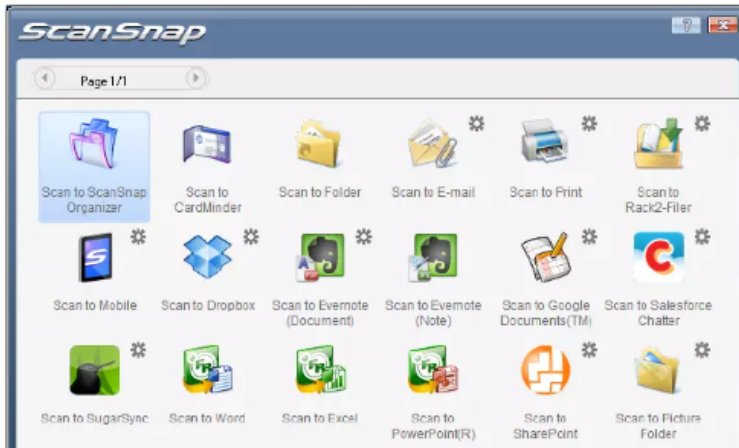 ScanSnap
Page 1/1
Scan to ScanSnap
Organizer
Scan to
CardMinder
Scan to Folder
Scan to E-mail
Scan to Print
Scan to
Rack2-Filer
Scan to Mobile
Scan to Dropbox
Scan to Evernote
(Document)
Scan to Evernote
(Note)
Scan to Google
Documents(TM)
Scan to Salesforce
Chatter
Scan to SugarSync
Scan to Word
Scan to Excel
Scan to
PowerPoint(R)
Scan to
SharePoint
Scan to Picture
Folder